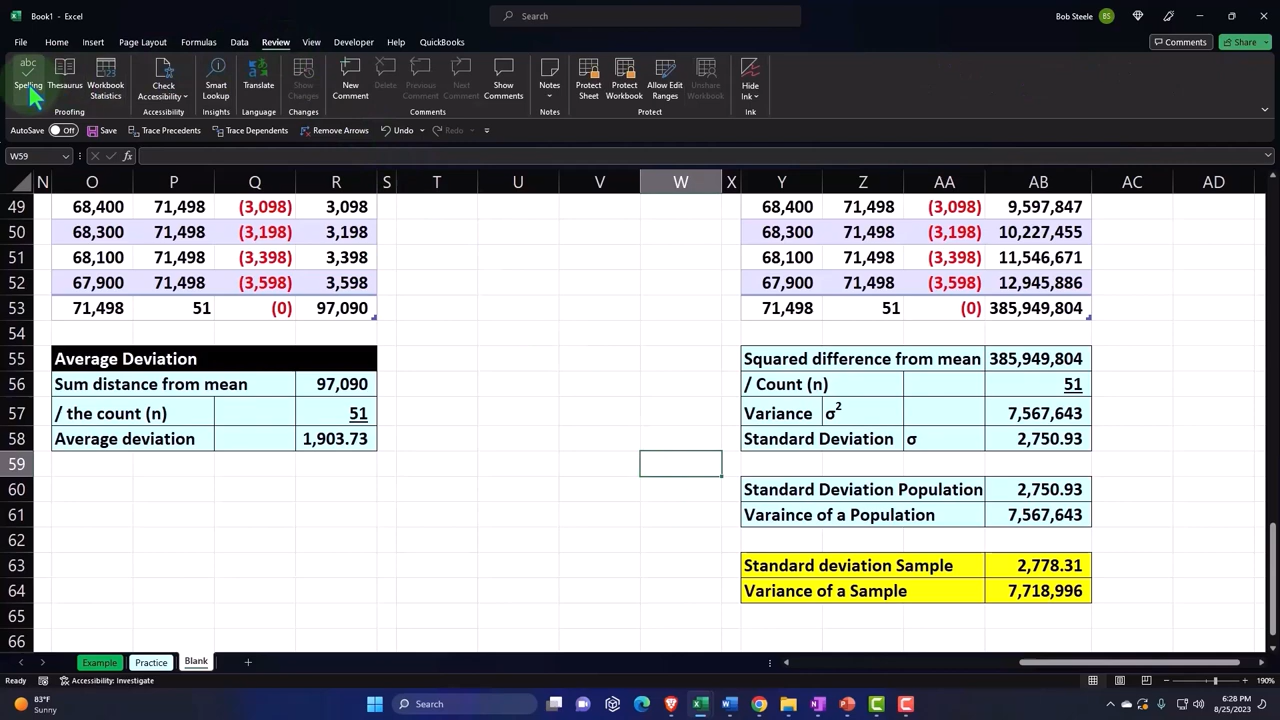 Book1 - Excel
Search
Bob Steele BS
File Home Insert Page Layout Formulas Data Review View Developer Help QuickBooks
Comments Share
abc
Spelling Thesaurus Workbook Statistics Check Accessibility Smart Lookup Translate Show Changes New Comment Delete Previous Comment Next Comment Show Comments Notes Protect Sheet Protect Workbook Allow Edit Ranges Unshare Workbook Hide Ink
Proofing Accessibility Insights Language Changes Comments Notes Protect Ink
AutoSave Off Save Trace Precedents Trace Dependents Remove Arrows Undo Redo
W59 fx
N O P Q R S T U V W X Y Z AA AB AC AD
49 68,400 71,498 (3,098) 3,098 68,400 71,498 (3,098) 9,597,847
50 68,300 71,498 (3,198) 3,198 68,300 71,498 (3,198) 10,227,455
51 68,100 71,498 (3,398) 3,398 68,100 71,498 (3,398) 11,546,671
52 67,900 71,498 (3,598) 3,598 67,900 71,498 (3,598) 12,945,886
53 71,498 51 (0) 97,090 71,498 51 (0) 385,949,804
54
55 Average Deviation Squared difference from mean 385,949,804
56 Sum distance from mean 97,090 / Count (n) 51
57 / the count (n) 51 Variance σ² 7,567,643
58 Average deviation 1,903.73 Standard Deviation σ 2,750.93
59
60 Standard Deviation Population 2,750.93
61 Varaince of a Population 7,567,643
62
63 Standard deviation Sample 2,778.31
64 Variance of a Sample 7,718,996
65
66
Example Practice Blank
Ready Accessibility: Investigate 190%
83°F
Sunny
Search
6:28 PM
8/25/2023